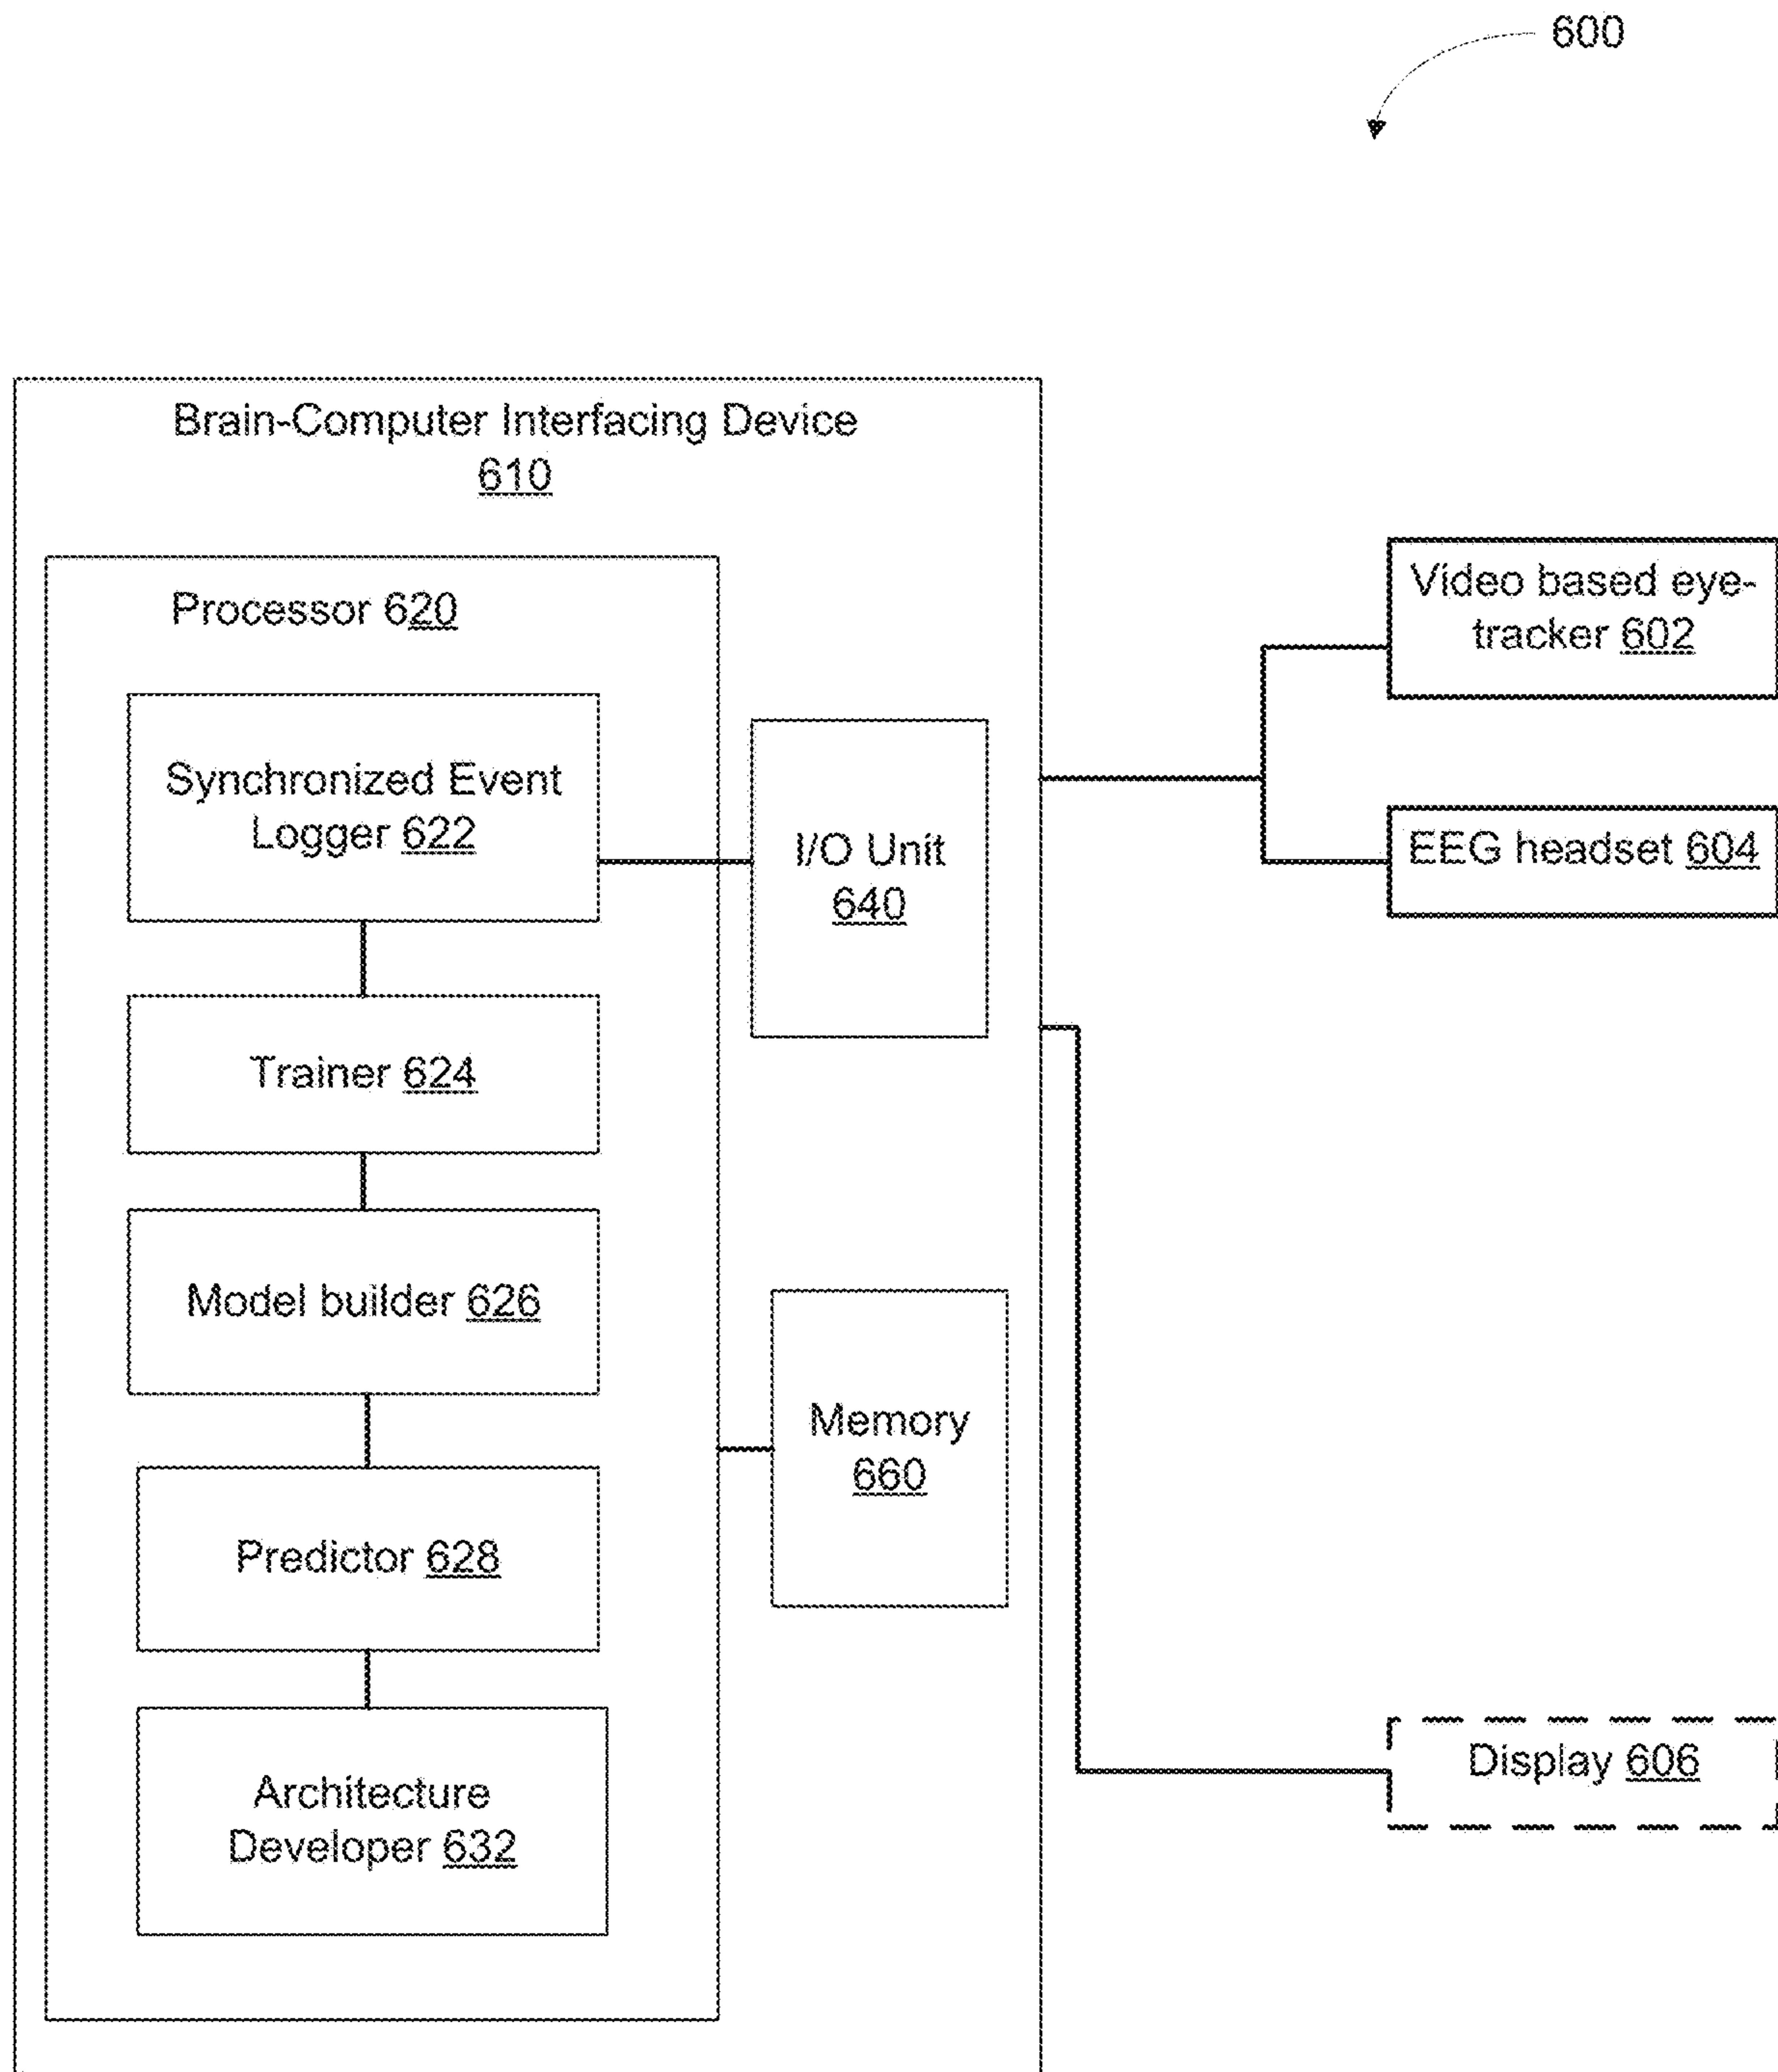 600
Brain-Computer Interfacing Device
610
Processor 620
Synchronized Event
Logger 622
Trainer 624
Model builder 626
Predictor 628
Architecture
Developer 632
I/O Unit
640
Memory
660
Video based eye-
tracker 602
EEG headset 604
Display 606